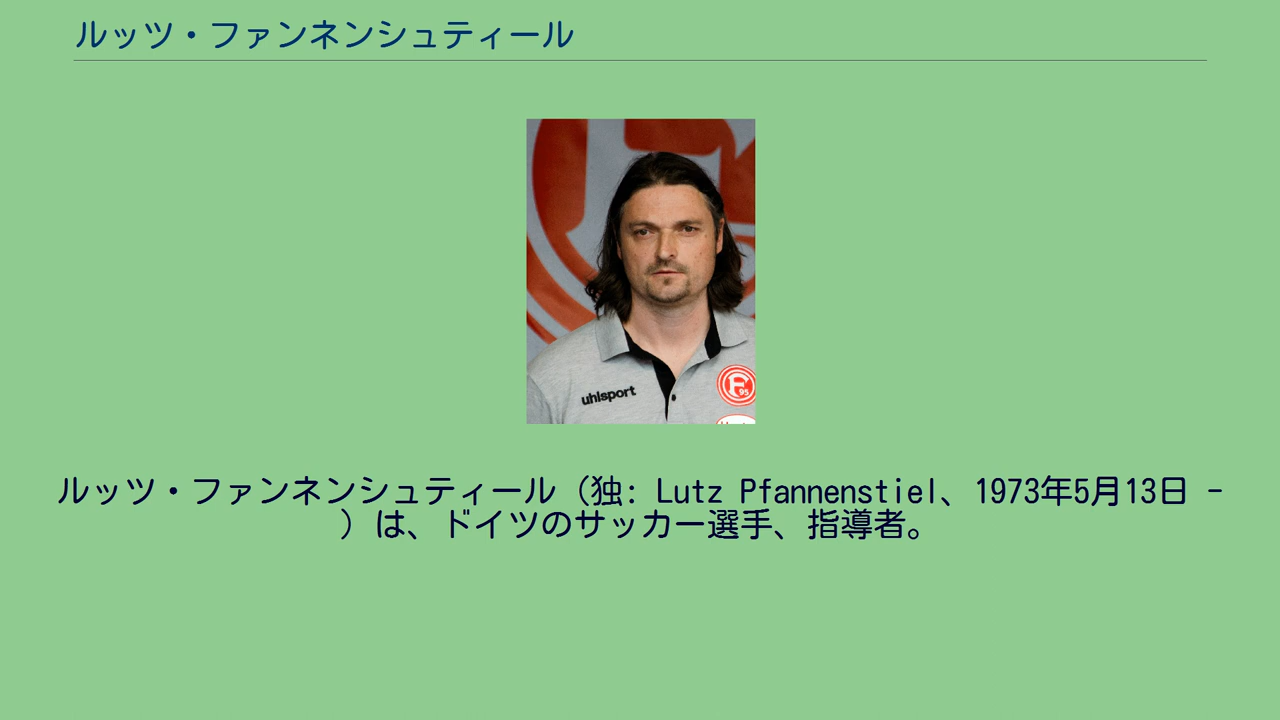 ルッツ・ファンネンシュティール
uhlsport
F
95
ルッツ・ファンネンシュティール（独: Lutz Pfannenstiel、1973年5月13日 -
）は、ドイツのサッカー選手、指導者。